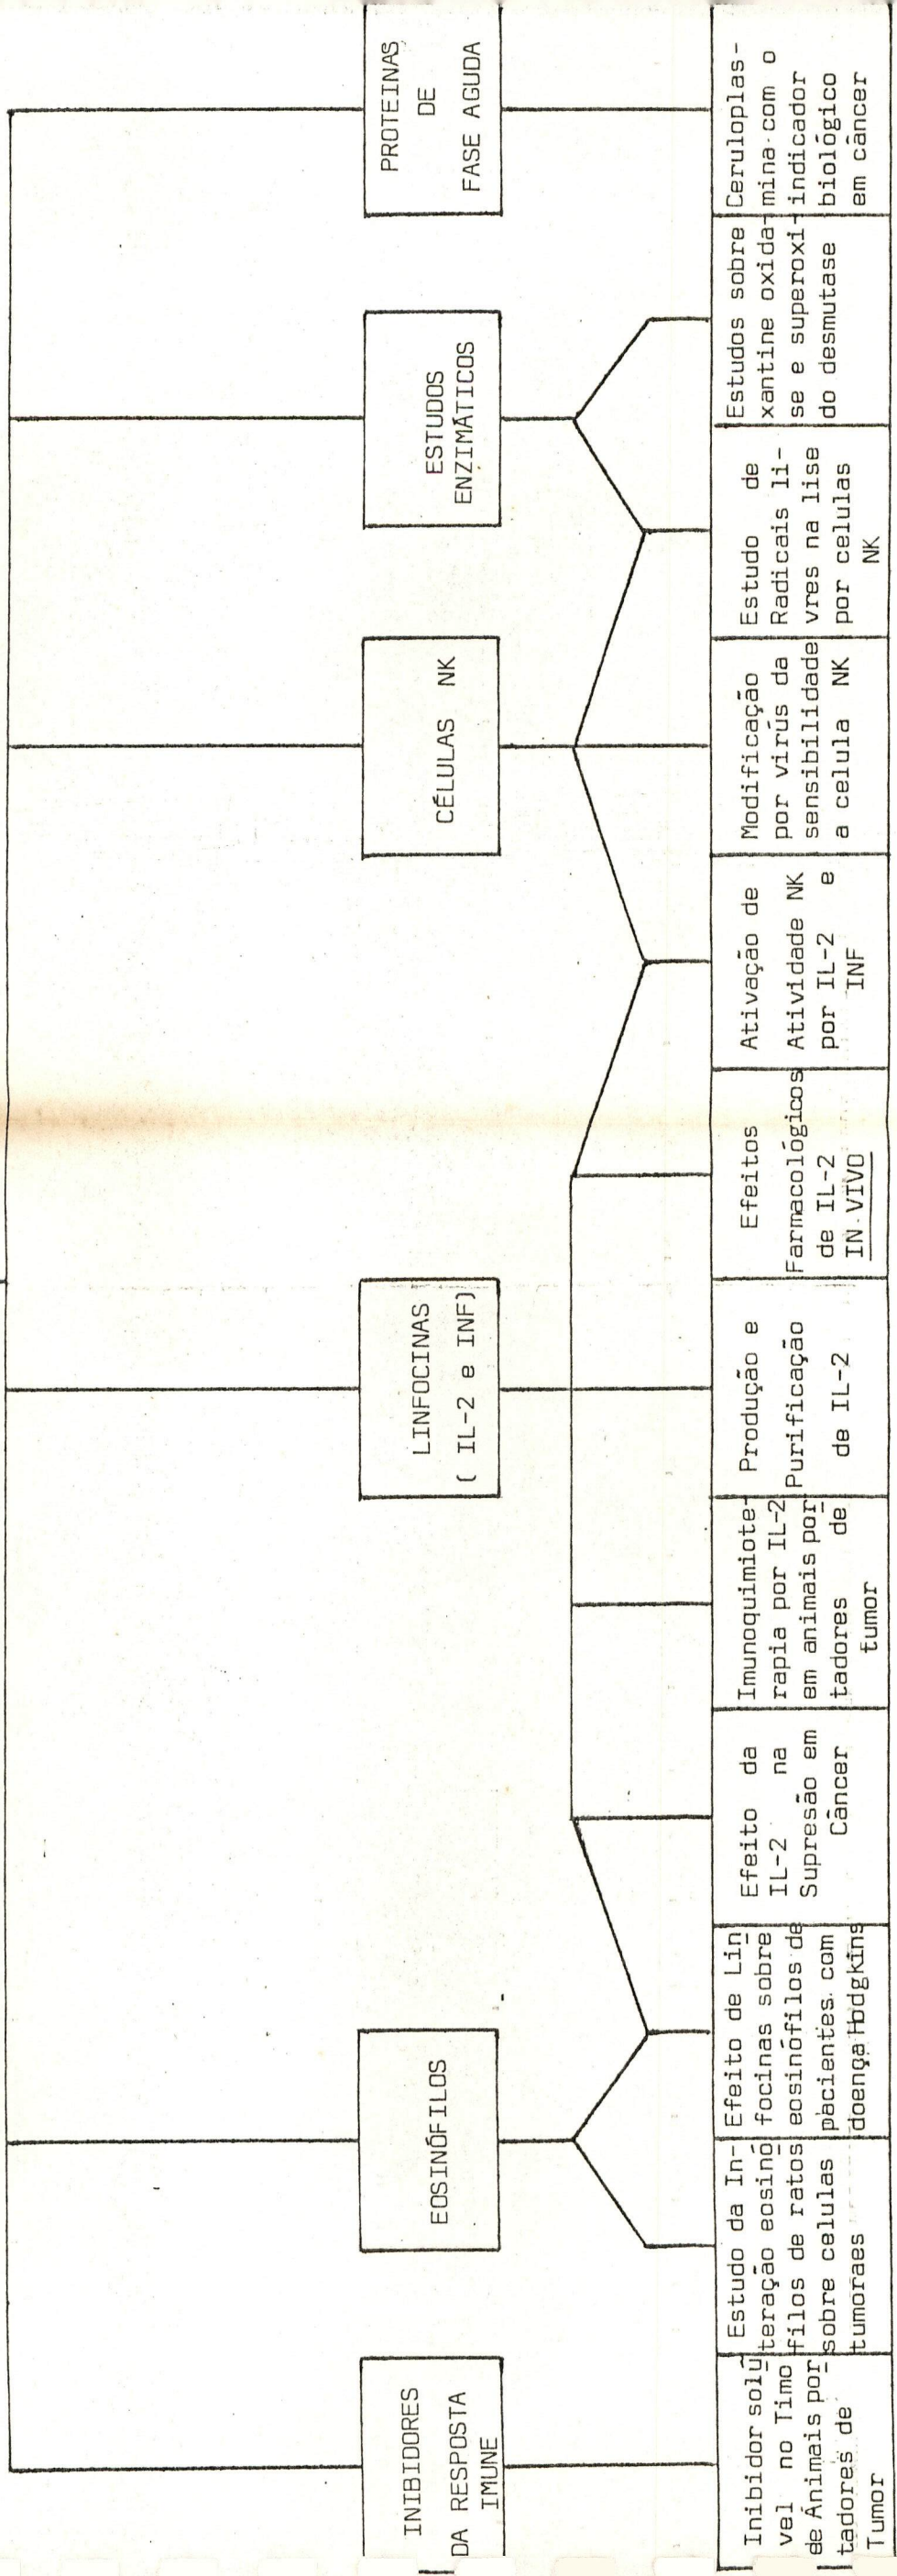 INIBIDORES
DA RESPOSTA
IMUNE
EOSINÓFILOS
LINFOCINAS
( IL-2 e INF)
CÉLULAS NK
ESTUDOS
ENZIMÁTICOS
PROTEINAS
DE
FASE AGUDA
Inibidor solú
vel no Timo
de Animais por
tadores de
Tumor
Estudo da In-
teração eosinó
filos de ratos
sobre celulas
tumoraes
Efeito de Lin
focinas sobre
eosinófilos de
pacientes com
doença Hodgkins
Efeito da
IL-2 na
Supresão em
Câncer
Imunoquimiote-
rapia por IL-2
em animais por
tadores de
tumor
Produção e
Purificação
de IL-2
Efeitos
Farmacológicos
de IL-2
IN VIVO
Ativação de
Atividade NK
por IL-2 e
INF
Modificação
por virús da
sensibilidade
a celula NK
Estudo de
Radicais li-
vres na lise
por celulas
NK
Estudos sobre
xantine oxida-
se e superoxi-
do desmutase
Ceruloplas-
mina com o
indicador
biológico
em câncer